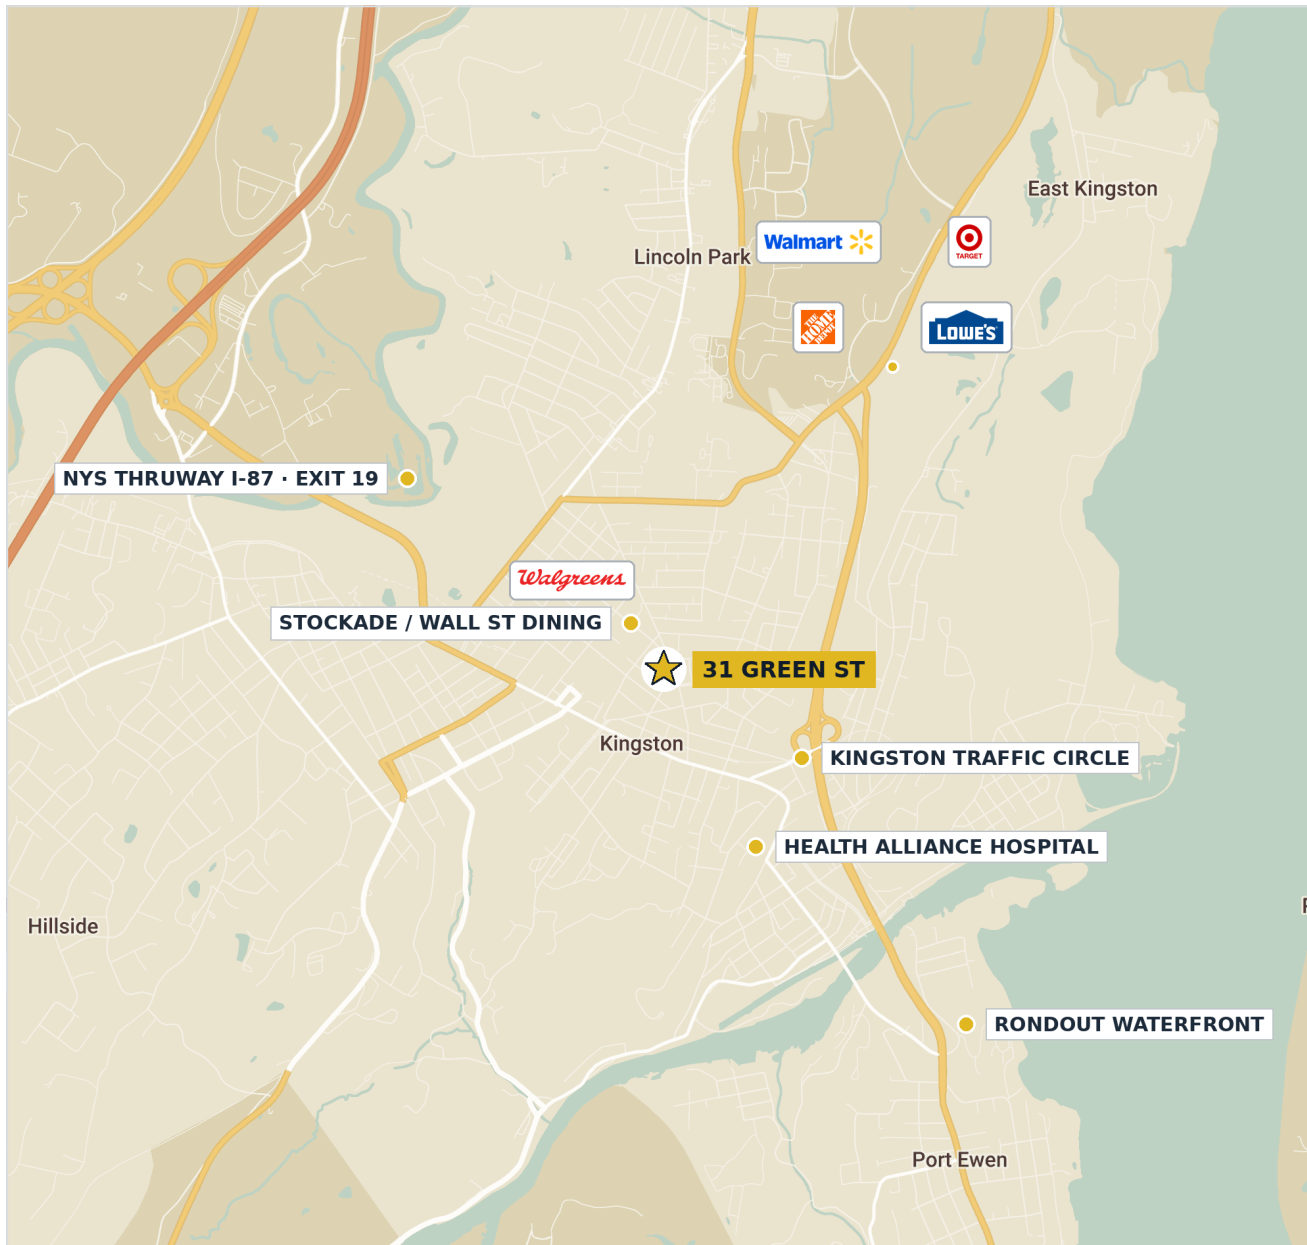 East Kingston
Lincoln Park
Walmart
TARGET
THE HOME DEPOT
LOWE'S
NYS THRUWAY I-87 · EXIT 19
Walgreens
STOCKADE / WALL ST DINING
31 GREEN ST
Kingston
KINGSTON TRAFFIC CIRCLE
HEALTH ALLIANCE HOSPITAL
Hillside
RONDOUT WATERFRONT
Port Ewen